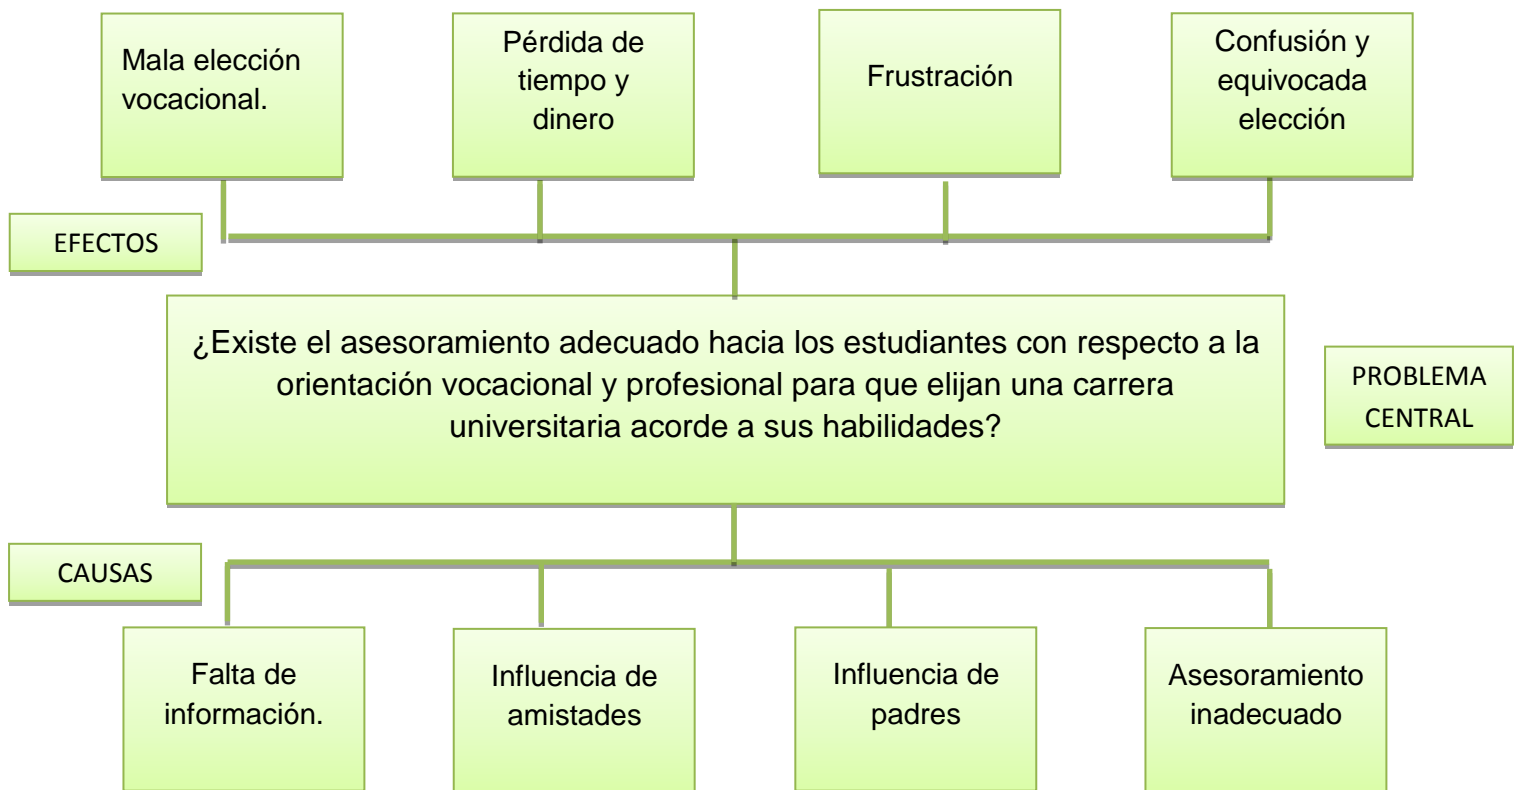 Mala elección
vocacional.
Pérdida de
tiempo y
dinero
Frustración
Confusión y
equivocada
elección
EFECTOS
¿Existe el asesoramiento adecuado hacia los estudiantes con respecto a la
orientación vocacional y profesional para que elijan una carrera
universitaria acorde a sus habilidades?
PROBLEMA
CENTRAL
CAUSAS
Falta de
información.
Influencia de
amistades
Influencia de
padres
Asesoramiento
inadecuado